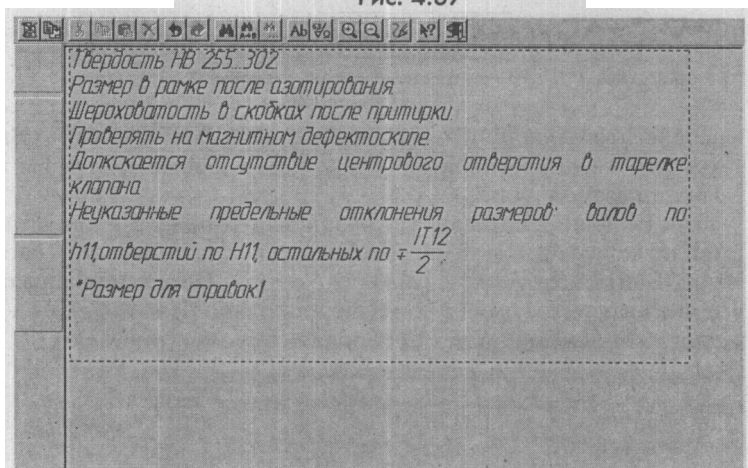 Рис. 4.69
Твердость НВ 255...302
Размер в рамке после азотирования.
Шероховатость в скобках после притирки.
Проверять на магнитном дефектоскопе.
Допкскается отсутствие центрового отверстия в тарелке
клапана.
Неуказанные предельные отклонения размеров: валов по
h11,отверстий по H11, остальных по ∓ IT12/2.
*Размер для справок